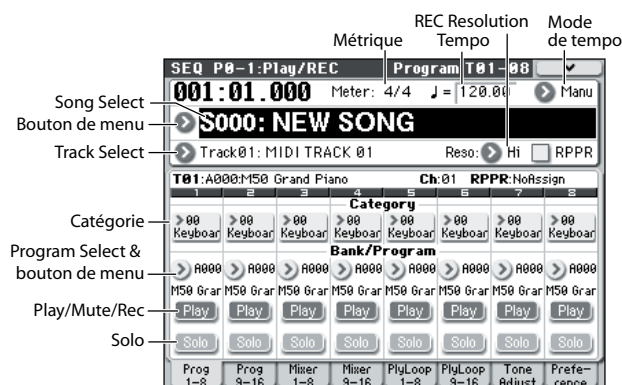 REC Resolution Mode
Métrique Tempo de tempo
SEQ P0-1:Play/REC Program T01-08
001:01.000 Meter: 4/4 ♩= 120.00 Manu
Song Select
Bouton de menu S000: NEW SONG
Track Select Track01: MIDI TRACK 01 Reso: Hi RPPR
T01:A000:M50 Grand Piano Ch:01 RPPR:NoAssign
1 2 3 4 5 6 7 8
Category
Catégorie >00 >00 >00 >00 >00 >00 >00 >00
Keyboar Keyboar Keyboar Keyboar Keyboar Keyboar Keyboar Keyboar
Bank/Program
Program Select &
bouton de menu A000 A000 A000 A000 A000 A000 A000 A000
M50 Grar M50 Grar M50 Grar M50 Grar M50 Grar M50 Grar M50 Grar M50 Grar
Play/Mute/Rec Play Play Play Play Play Play Play Play
Solo Solo Solo Solo Solo Solo Solo Solo Solo
Prog Prog Mixer Mixer PlyLoop PlyLoop Tone Prefe-
1-8 9-16 1-8 9-16 1-8 9-16 Adjust rence